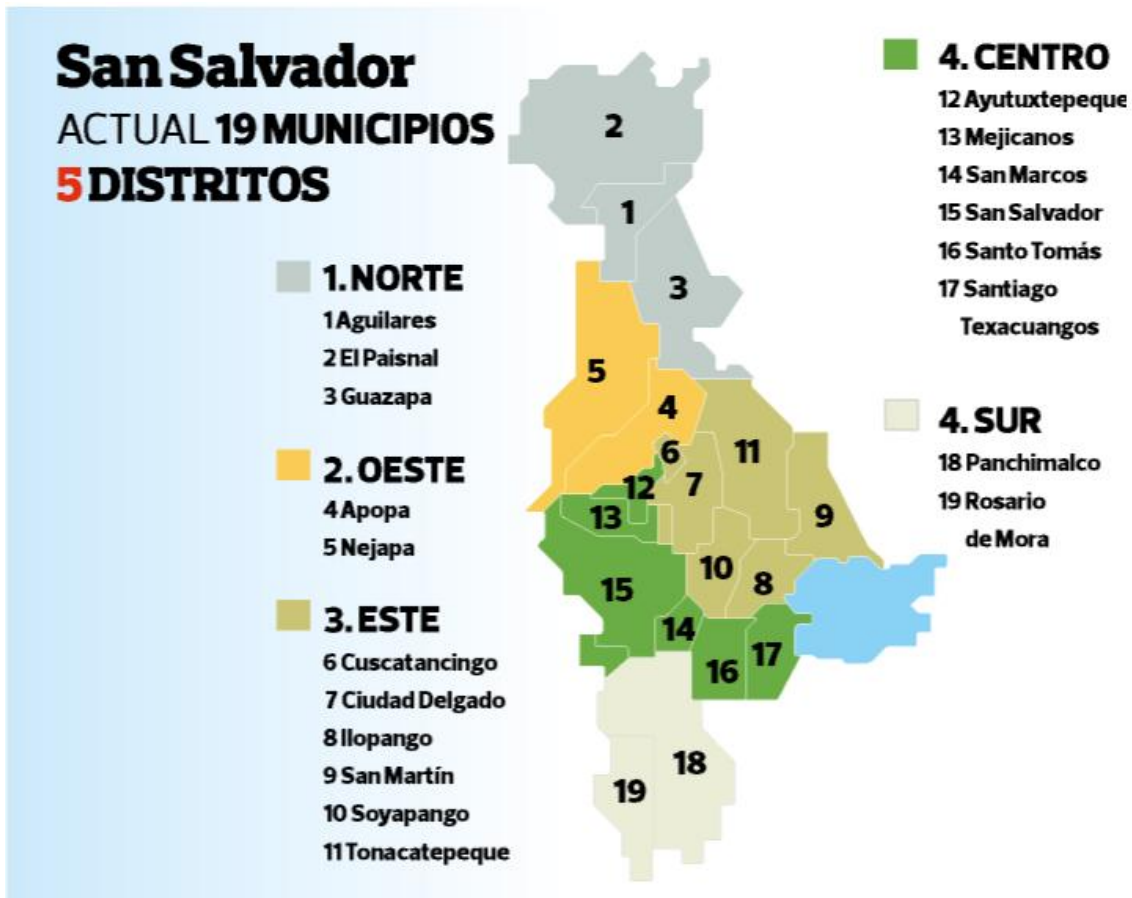 San Salvador
ACTUAL 19 MUNICIPIOS
5 DISTRITOS
1. NORTE
1 Aguilares
2 El Paisnal
3 Guazapa
2. OESTE
4 Apopa
5 Nejapa
3. ESTE
6 Cuscatancingo
7 Ciudad Delgado
8 Ilopango
9 San Martín
10 Soyapango
11 Tonacatepeque
2
1
3
5
4
6
11
12
7
13
9
10
8
15
14
17
16
18
19
4. CENTRO
12 Ayutuxtepeque
13 Mejicanos
14 San Marcos
15 San Salvador
16 Santo Tomás
17 Santiago
Texacuangos
4. SUR
18 Panchimalco
19 Rosario
de Mora